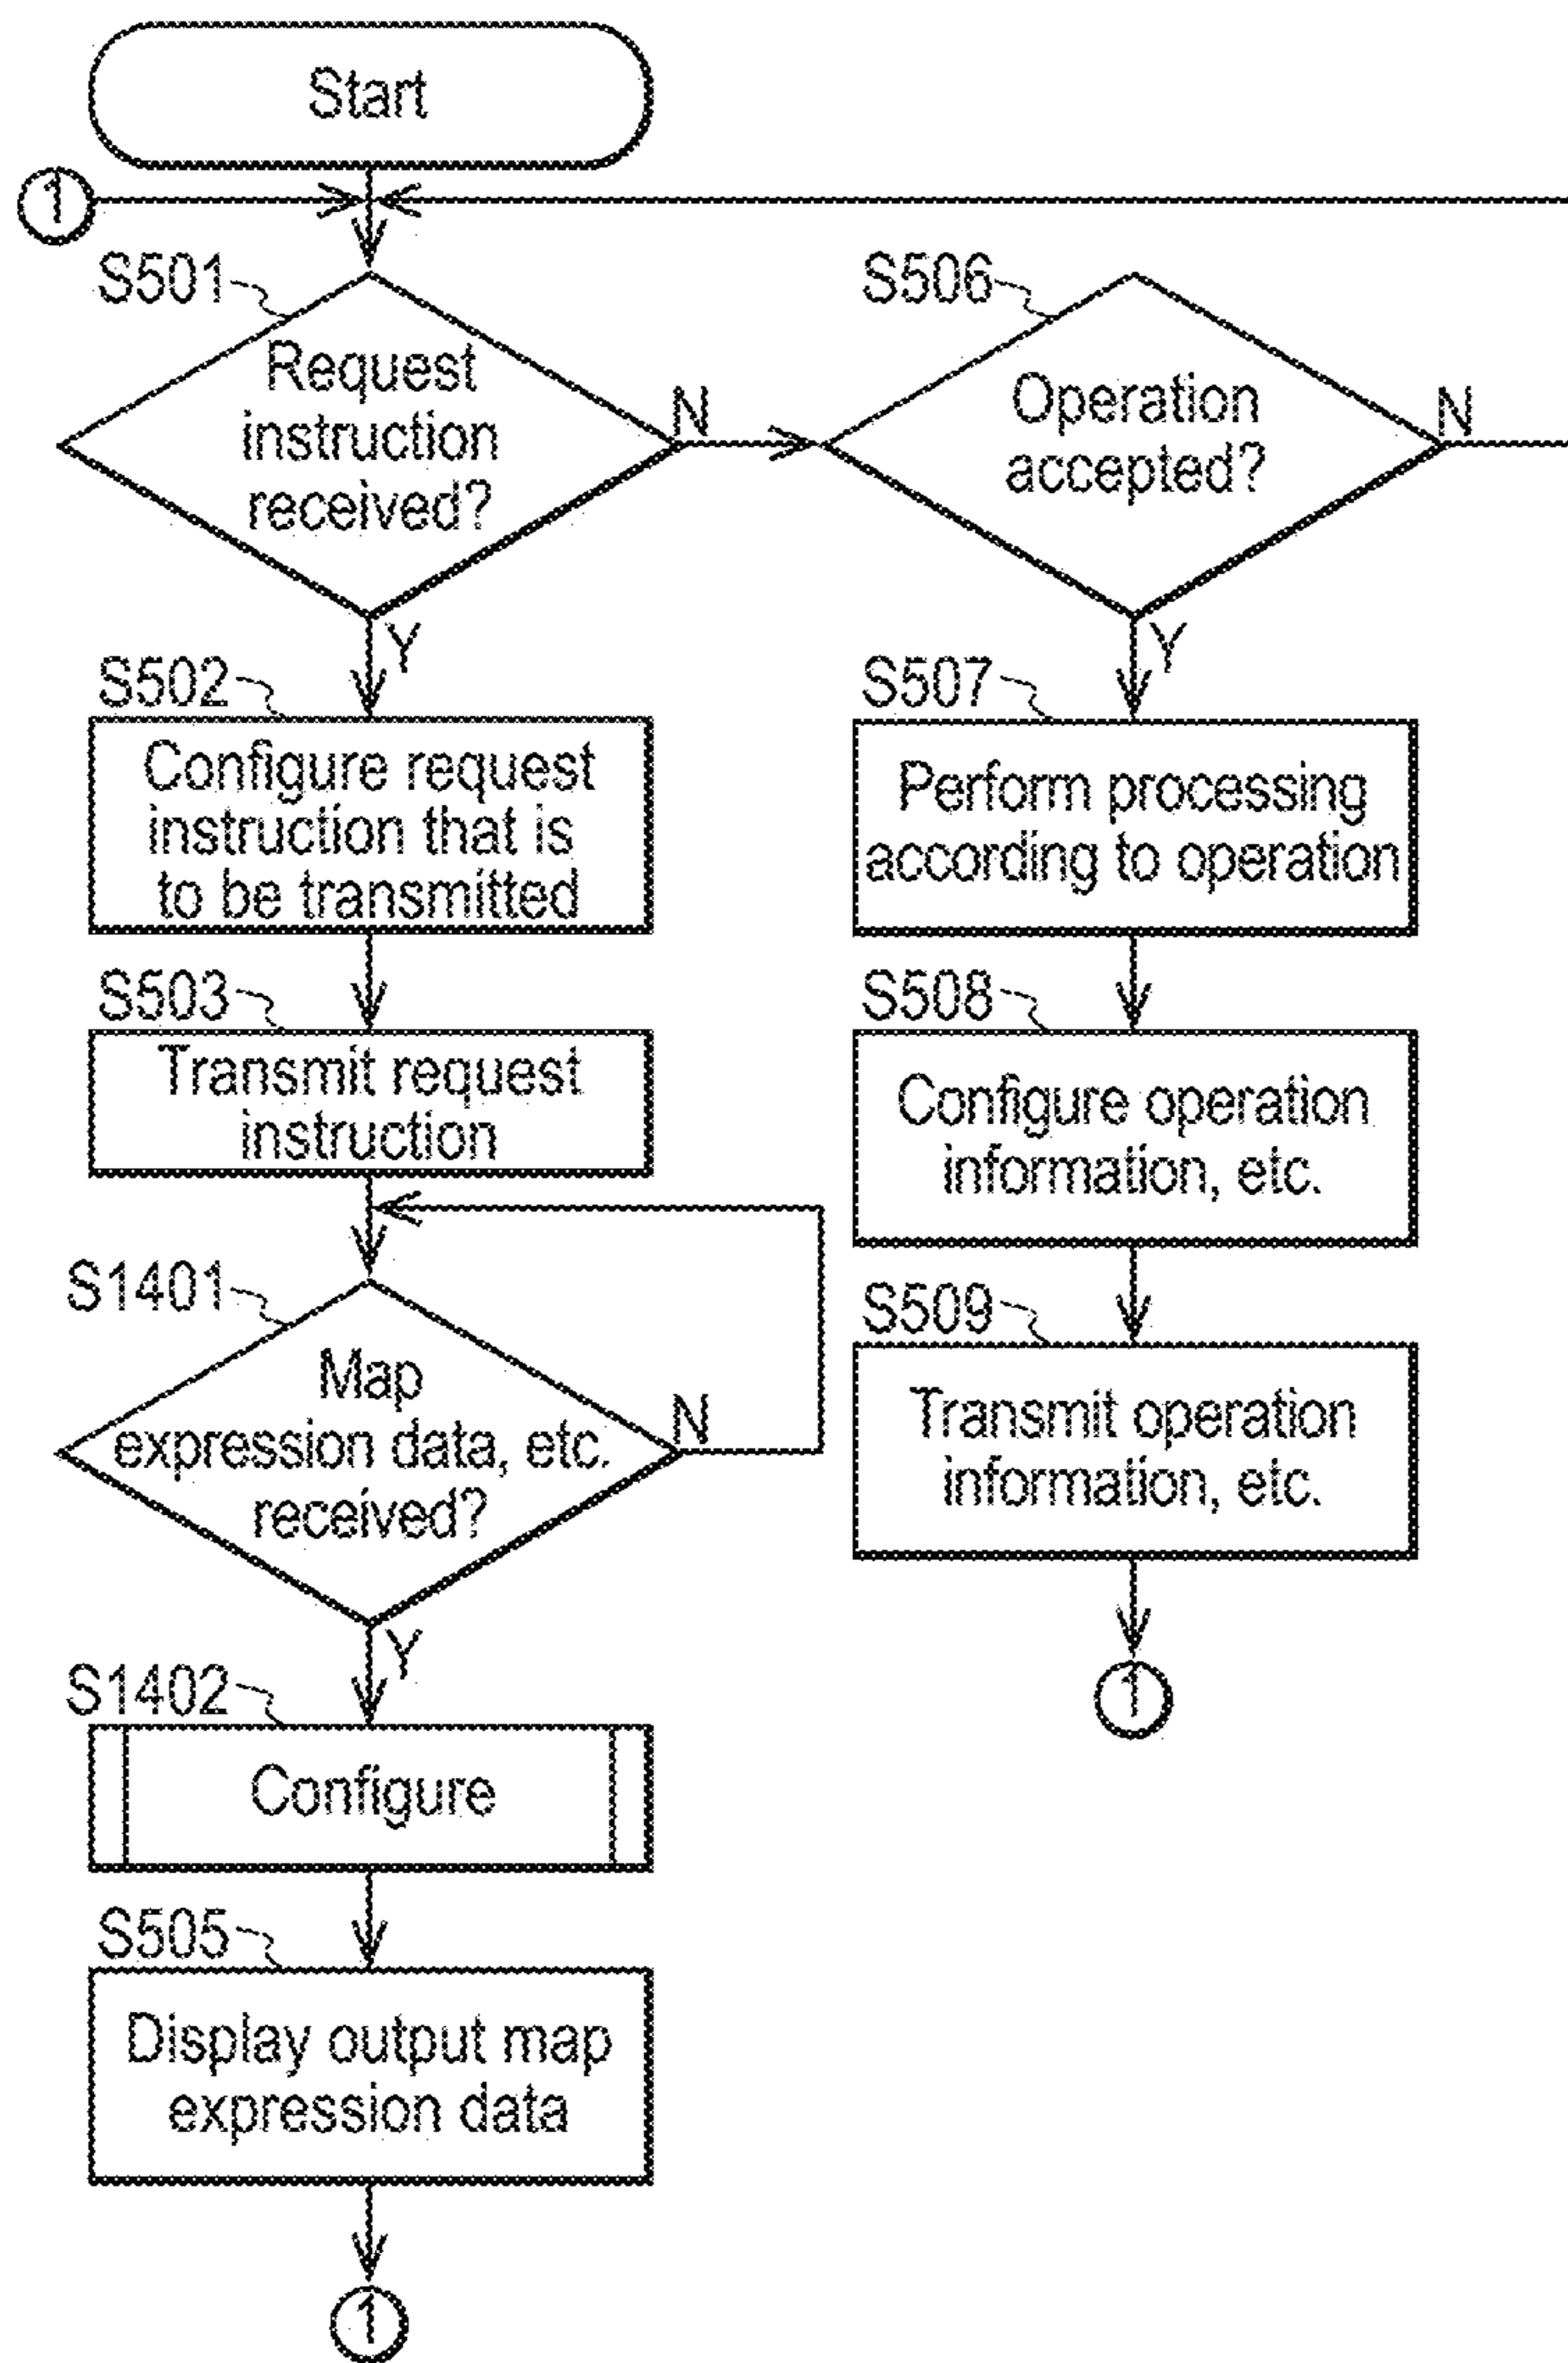 Start
1
S501
Request
instruction
received?
N
Y
S502
Configure request
instruction that is
to be transmitted
S503
Transmit request
instruction
S1401
Map
expression data, etc.
received?
N
Y
S1402
Configure
S505
Display output map
expression data
1
S506
Operation
accepted?
N
Y
S507
Perform processing
according to operation
S508
Configure operation
information, etc.
S509
Transmit operation
information, etc.
1